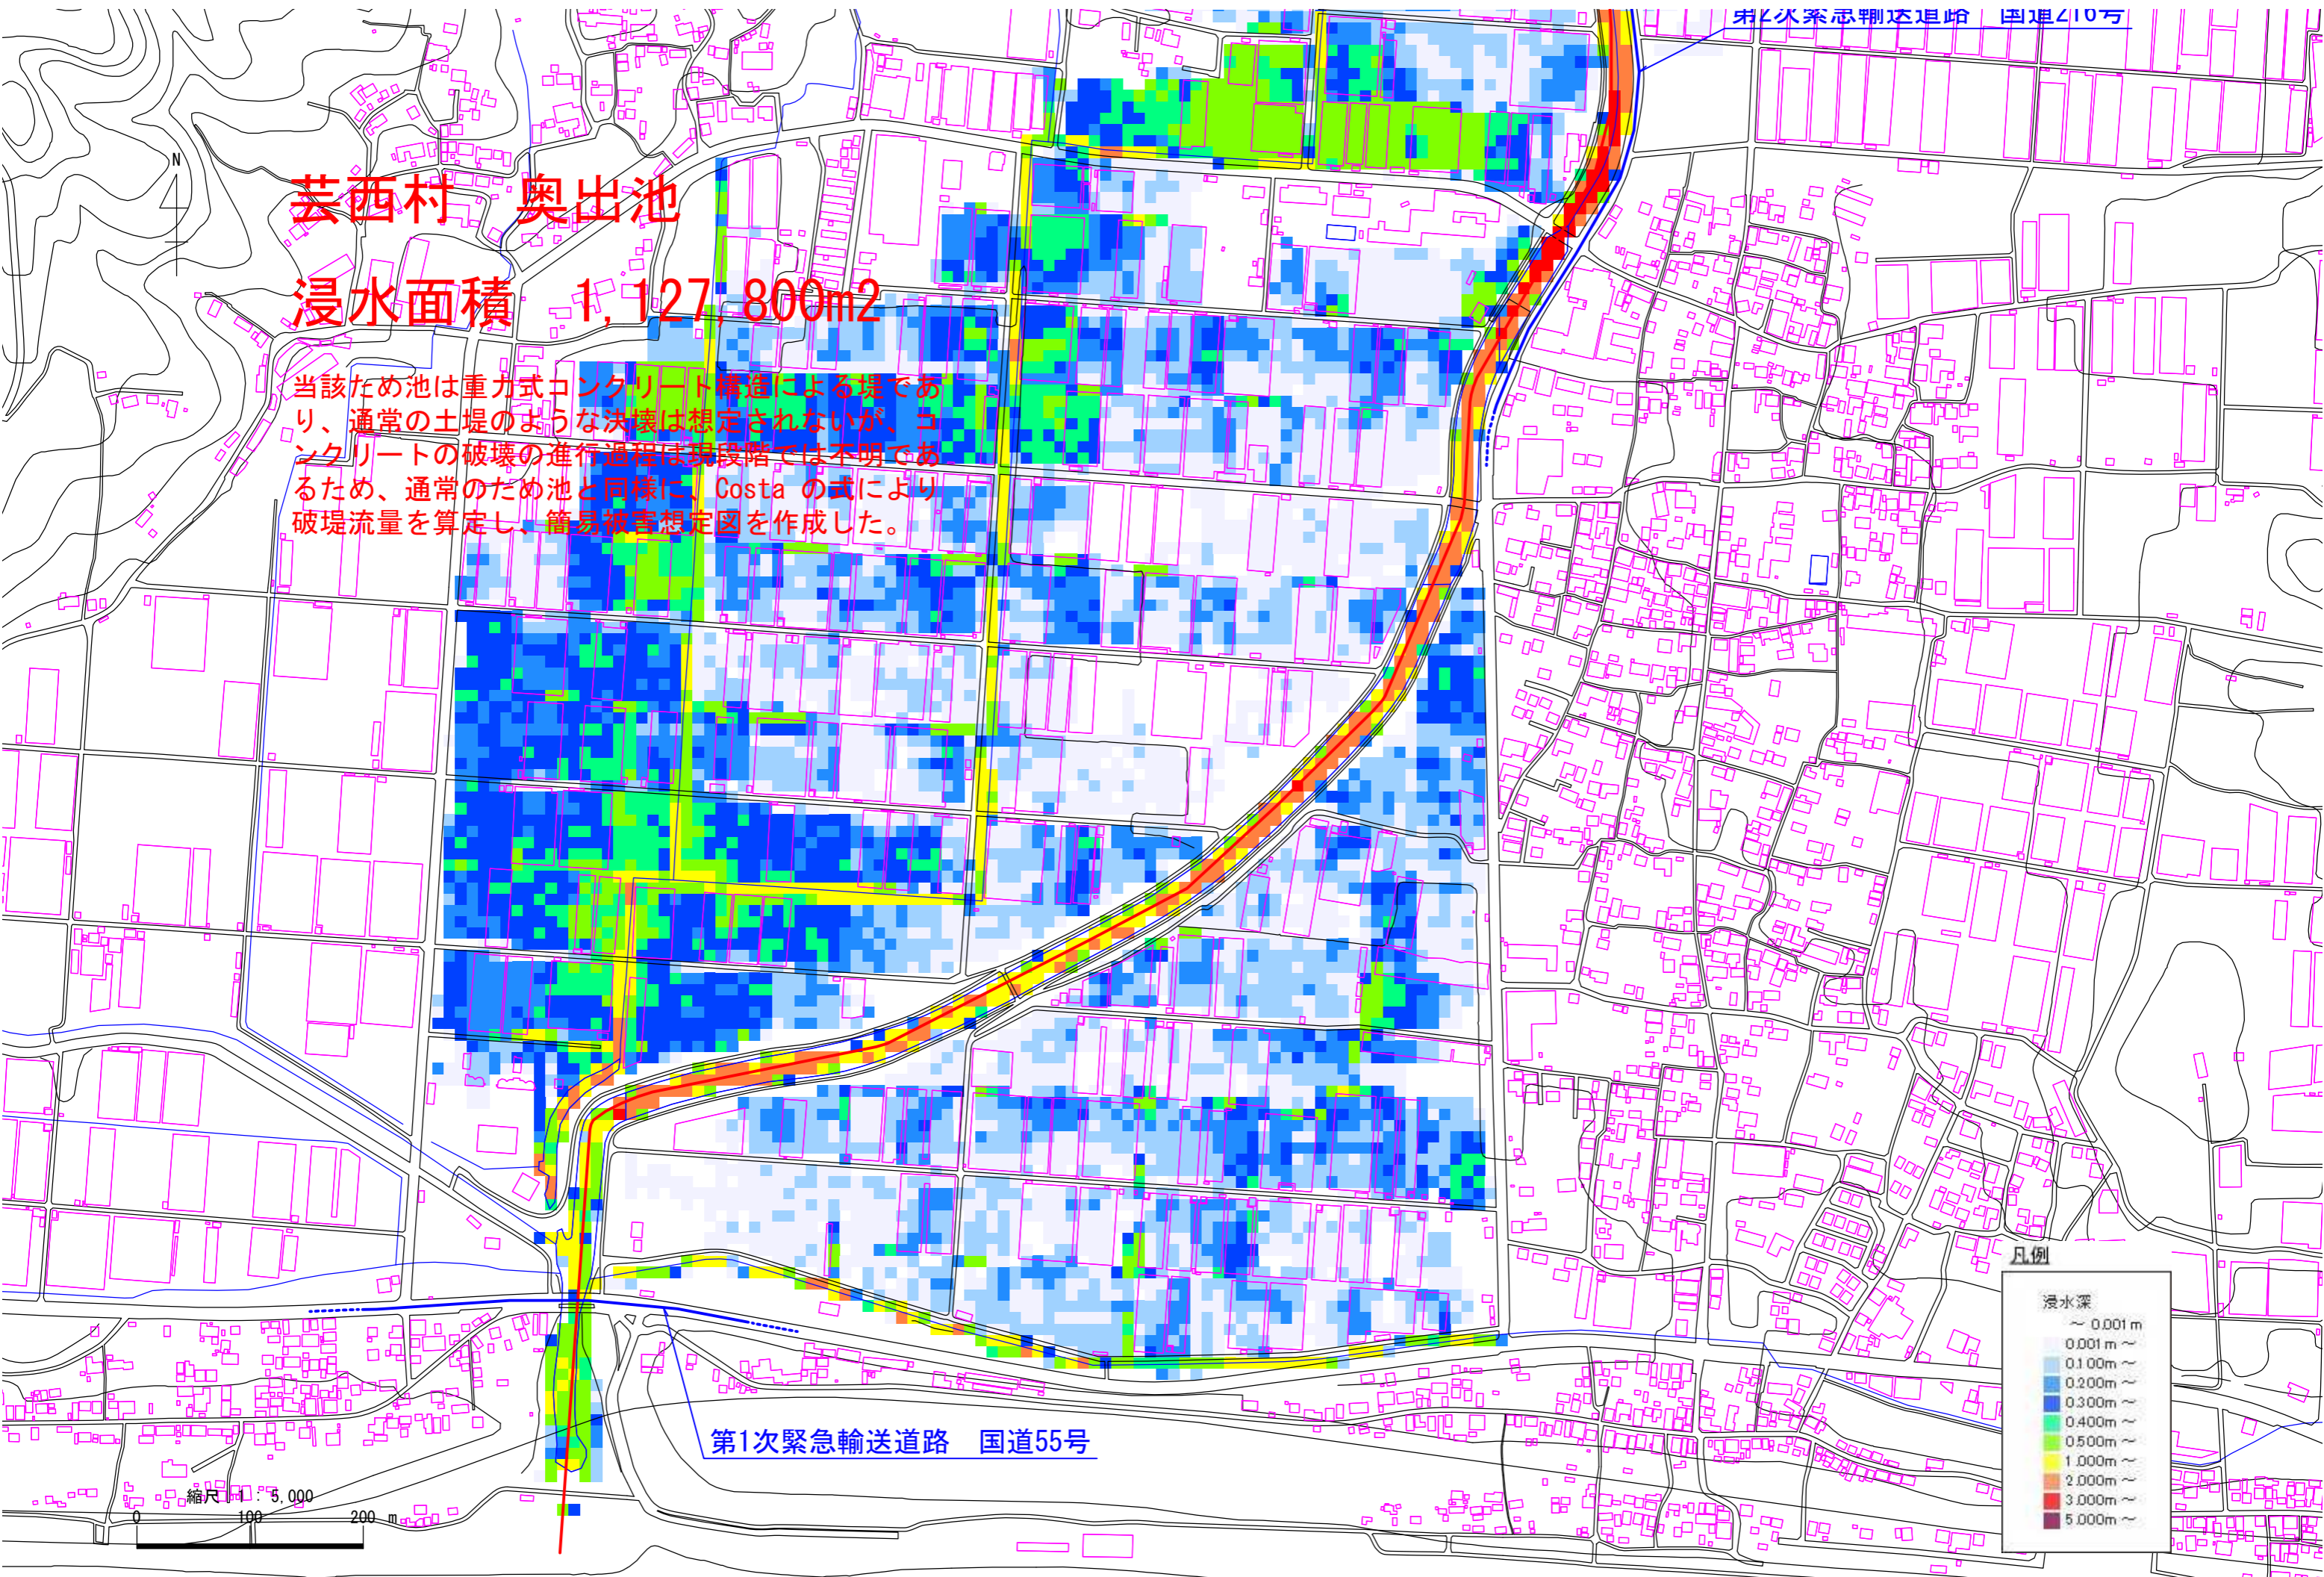 第2次緊急輸送道路　国道216号
N
芸西村　奥出池
浸水面積　1,127,800m2
当該ため池は重力式コンクリート構造による堤であ
り、通常の土堤のような決壊は想定されないが、コ
ンクリートの破壊の進行過程は現段階では不明であ
るため、通常のため池と同様に、Costa の式により
破堤流量を算定し、簡易被害想定図を作成した。
凡例
浸水深
～ 0.001 m
0.001 m ～
0.100m ～
0.200m ～
0.300m ～
0.400m ～
0.500m ～
1.000m ～
2.000m ～
3.000m ～
5.000m ～
第1次緊急輸送道路　国道55号
縮尺 1 : 5,000
0 100 200 m